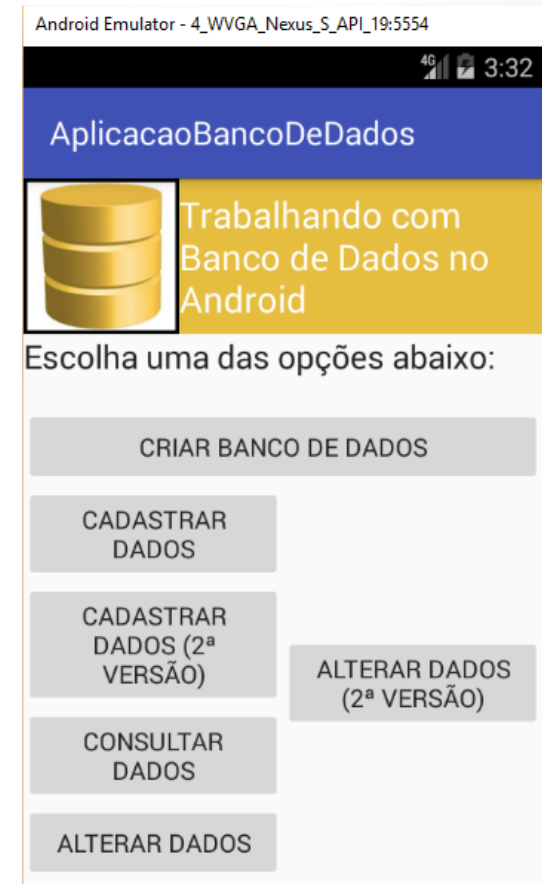 Android Emulator - 4_WVGA_Nexus_S_API_19:5554
4G 3:32
AplicacaoBancoDeDados
Trabalhando com
Banco de Dados no
Android
Escolha uma das opções abaixo:
CRIAR BANCO DE DADOS
CADASTRAR
DADOS
CADASTRAR
DADOS (2ª
VERSÃO)
ALTERAR DADOS
(2ª VERSÃO)
CONSULTAR
DADOS
ALTERAR DADOS